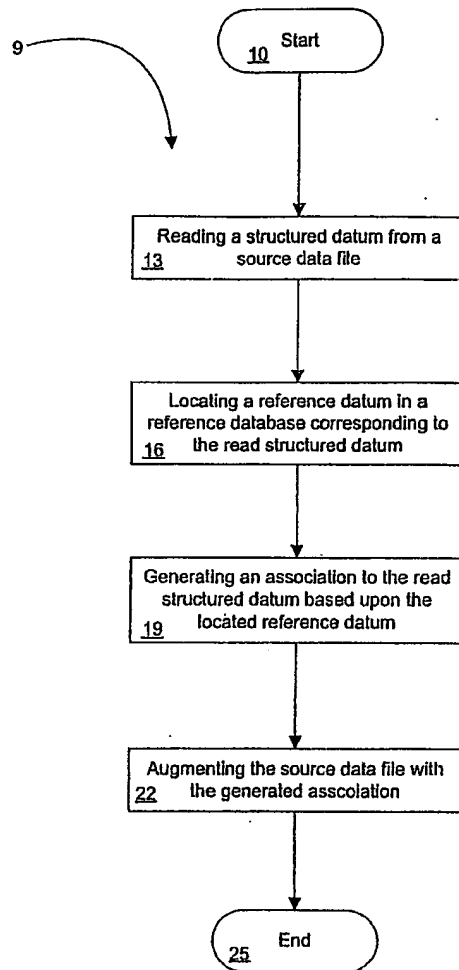 9
Start
10
Reading a structured datum from a
source data file
13
Locating a reference datum in a
reference database corresponding to
the read structured datum
16
Generating an association to the read
structured datum based upon the
located reference datum
19
Augmenting the source data file with
the generated association
22
End
25